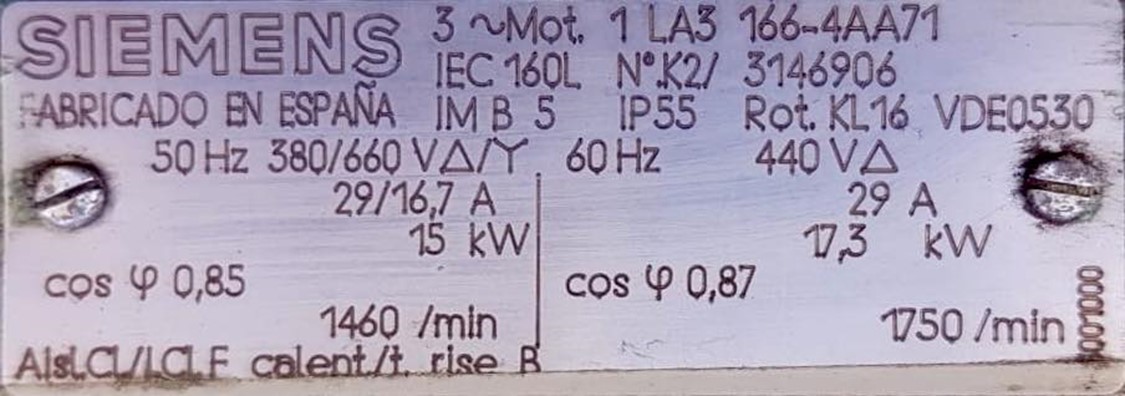 SIEMENS 3 ~Mot. 1 LA3 166-4AA71
IEC 160L N°.K2/ 3146906
FABRICADO EN ESPAÑA IM B 5 IP55 Rot. KL16 VDE0530
50 Hz 380/660 V△/Y 60 Hz 440 V△
29/16,7 A 29 A
15 kW 17,3 kW
cos φ 0,85 cos φ 0,87
1460 /min 1750 /min
Aisl.Cl/I.Cl.F calent./t. rise B